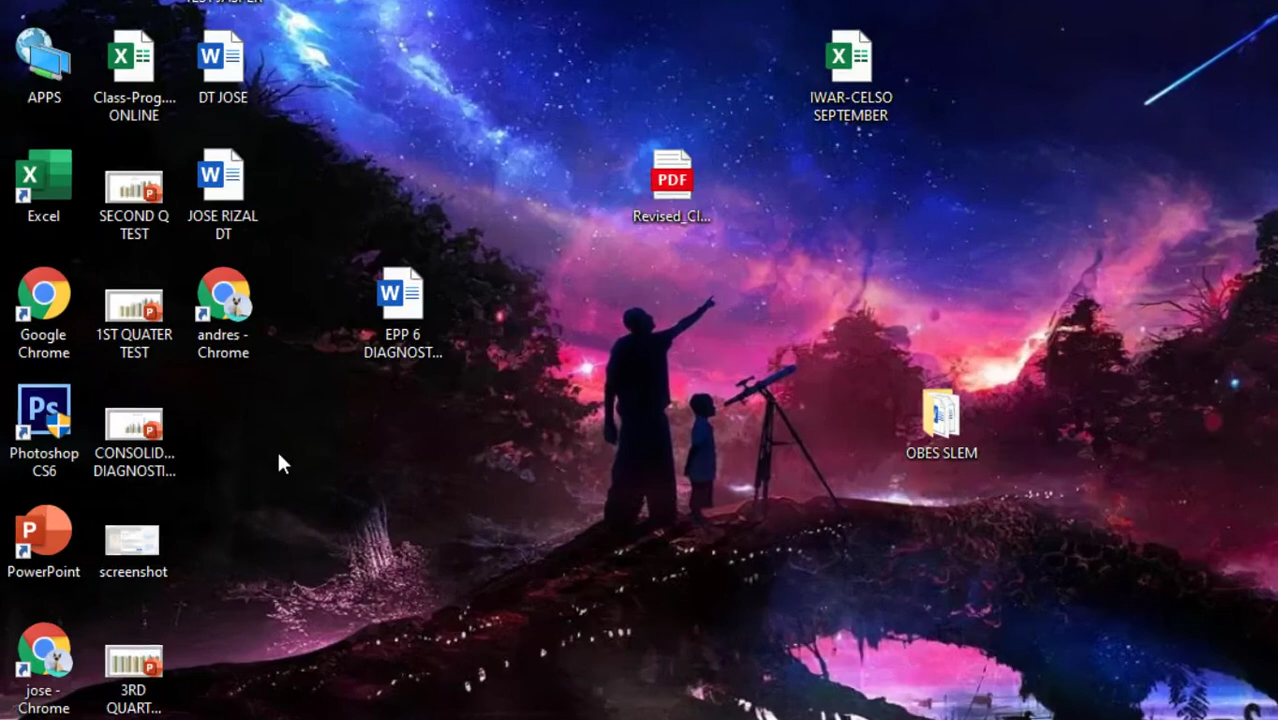 APPS
Class-Prog....
ONLINE
DT JOSE
IWAR-CELSO
SEPTEMBER
Excel
SECOND Q
TEST
JOSE RIZAL
DT
PDF
Revised_Cl...
Google
Chrome
1ST QUATER
TEST
andres -
Chrome
EPP 6
DIAGNOST...
Ps
Photoshop
CS6
CONSOLID...
DIAGNOSTI...
OBES SLEM
PowerPoint
screenshot
jose -
Chrome
3RD
QUART...